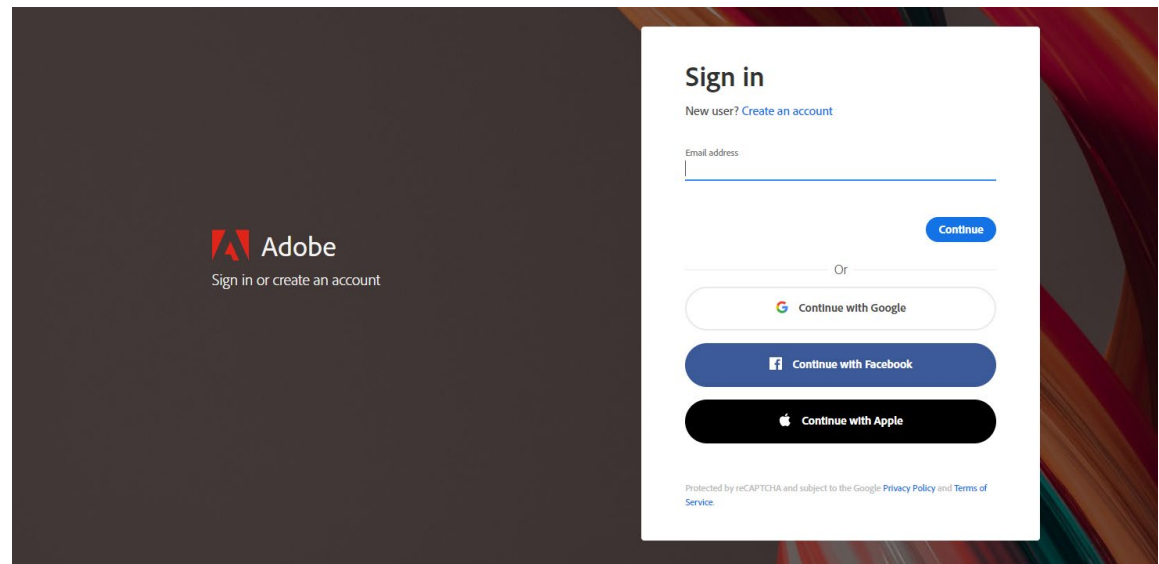 Adobe
Sign in or create an account
Sign in
New user? Create an account
Email address
Continue
Or
Continue with Google
Continue with Facebook
Continue with Apple
Protected by reCAPTCHA and subject to the Google Privacy Policy and Terms of
Service.